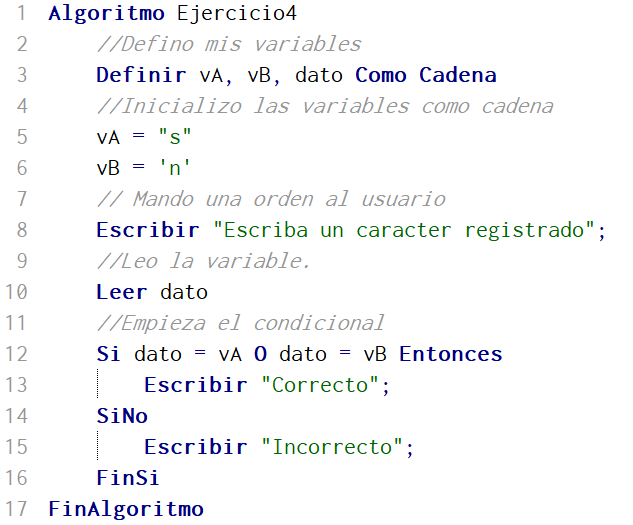 1 Algoritmo Ejercicio4
2 //Defino mis variables
3 Definir vA, vB, dato Como Cadena
4 //Inicializo las variables como cadena
5 vA = "s"
6 vB = 'n'
7 // Mando una orden al usuario
8 Escribir "Escriba un caracter registrado";
9 //Leo la variable.
10 Leer dato
11 //Empieza el condicional
12 Si dato = vA O dato = vB Entonces
13 Escribir "Correcto";
14 SiNo
15 Escribir "Incorrecto";
16 FinSi
17 FinAlgoritmo